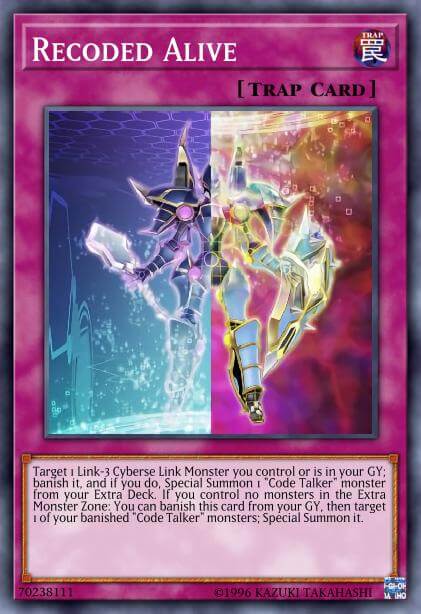 Recoded Alive
TRAP
罠
[Trap Card]
Target 1 Link-3 Cyberse Link Monster you control or is in your GY;
banish it, and if you do, Special Summon 1 "Code Talker" monster
from your Extra Deck. If you control no monsters in the Extra
Monster Zone: You can banish this card from your GY, then target
1 of your banished "Code Talker" monsters; Special Summon it.
70238111
©1996 KAZUKI TAKAHASHI